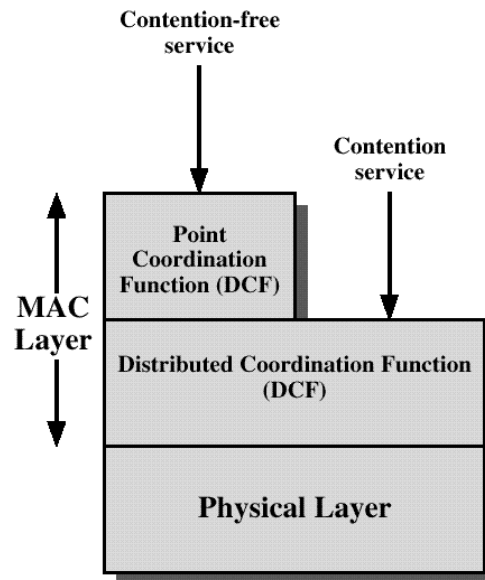 Contention-free
service
Contention
service
Point
Coordination
Function (DCF)
MAC
Layer
Distributed Coordination Function
(DCF)
Physical Layer